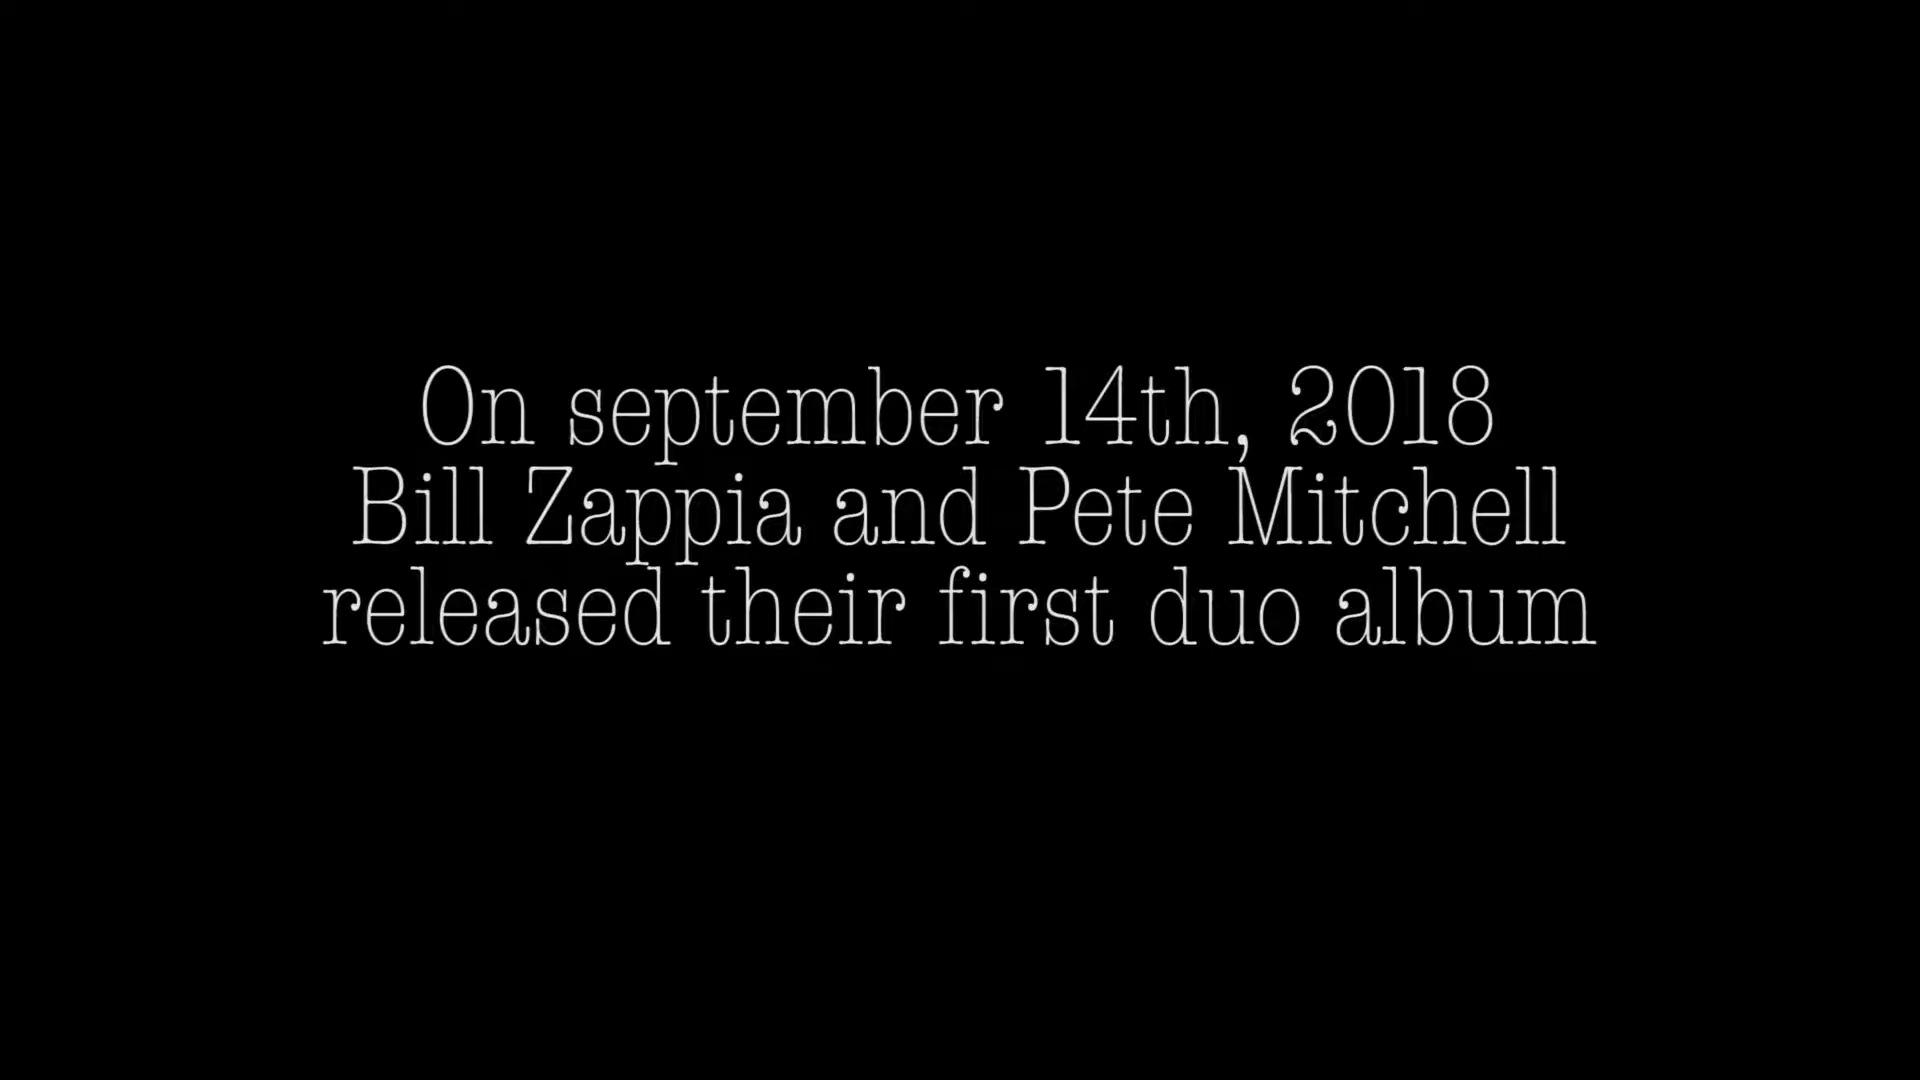 On september 14th, 2018
Bill Zappia and Pete Mitchell
released their first duo album